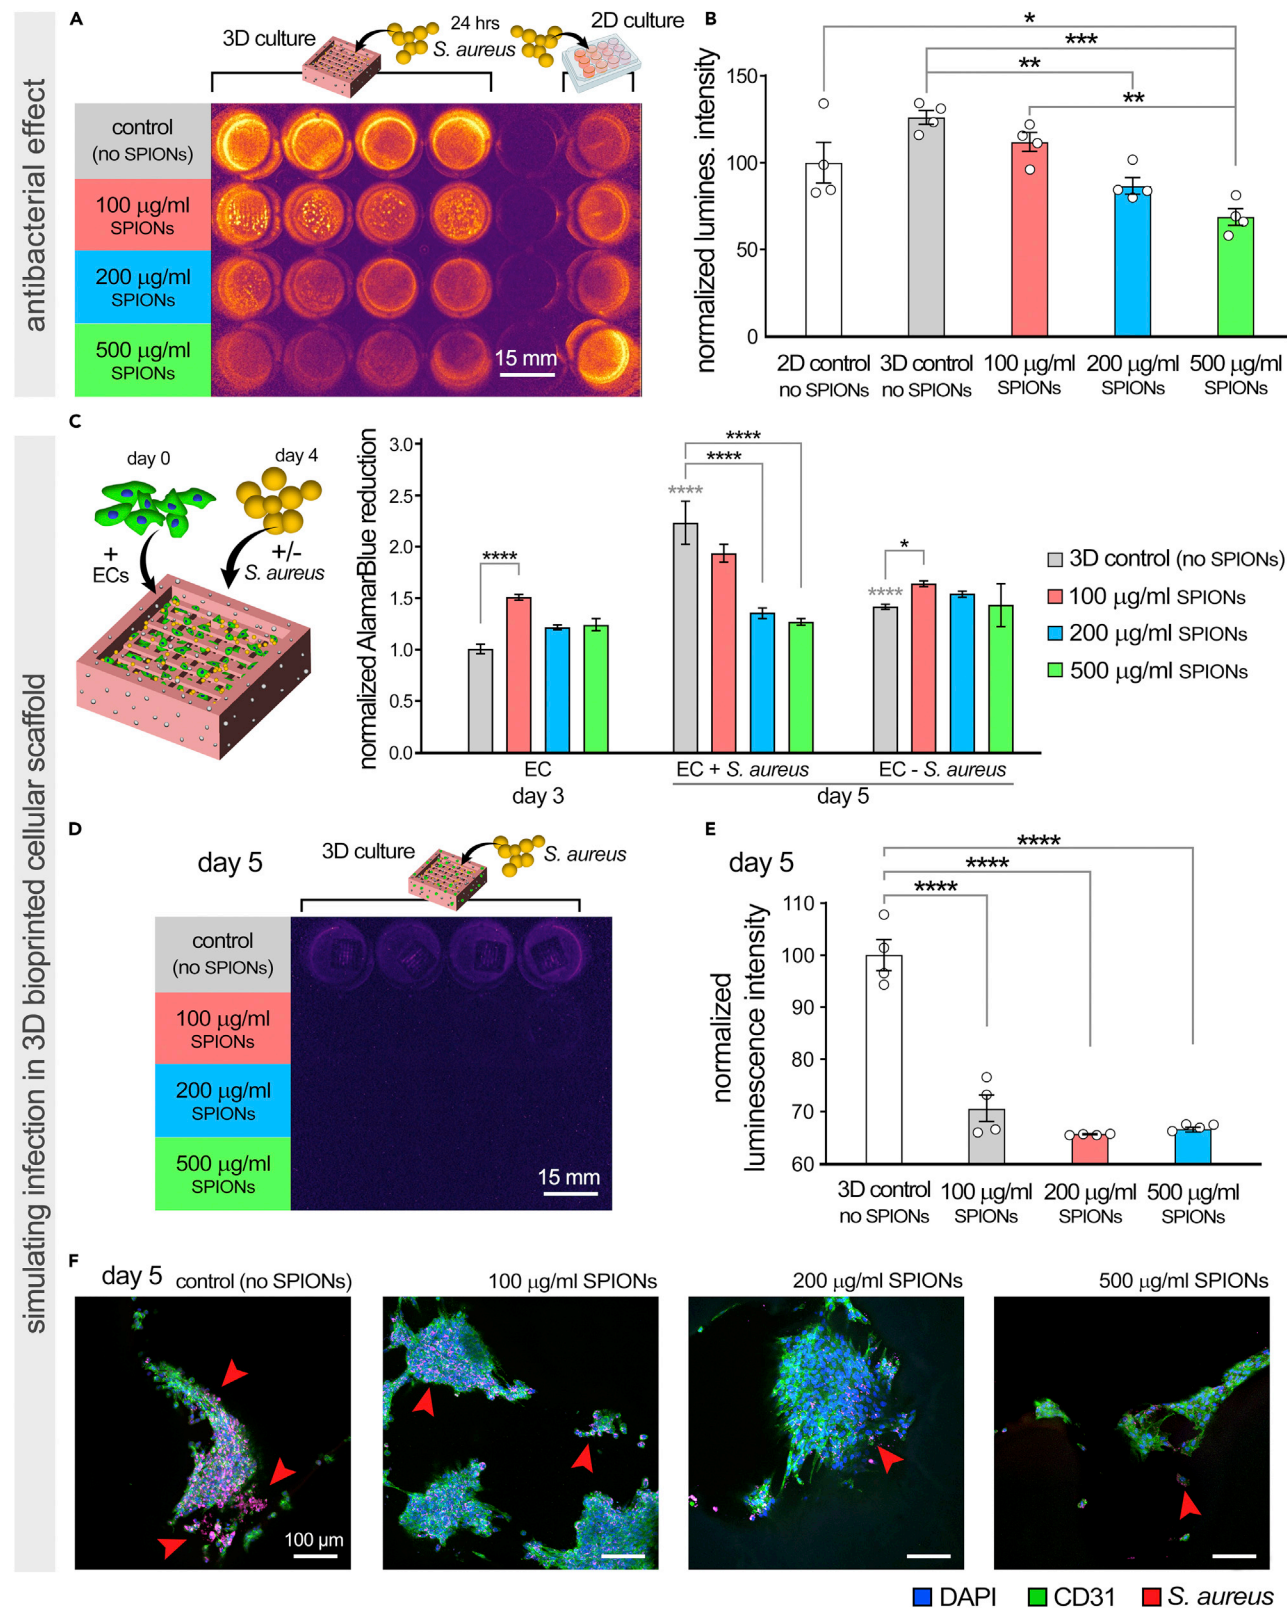 antibacterial effect
A
3D culture
24 hrs
S. aureus
2D culture
control
(no SPIONs)
100 µg/ml
SPIONs
200 µg/ml
SPIONs
500 µg/ml
SPIONs
15 mm
B
normalized lumines. intensity
150
100
50
0
*
***
**
**
2D control
no SPIONs
3D control
no SPIONs
100 µg/ml
SPIONs
200 µg/ml
SPIONs
500 µg/ml
SPIONs
simulating infection in 3D bioprinted cellular scaffold
C
day 0
day 4
+
ECs
+/-
S. aureus
normalized AlamarBlue reduction
3.0
2.5
2.0
1.5
1.0
0.5
0.0
****
****
****
****
*
****
EC
EC + S. aureus
EC - S. aureus
day 3
day 5
3D control (no SPIONs)
100 µg/ml SPIONs
200 µg/ml SPIONs
500 µg/ml SPIONs
D
day 5
3D culture
S. aureus
control
(no SPIONs)
100 µg/ml
SPIONs
200 µg/ml
SPIONs
500 µg/ml
SPIONs
15 mm
E
day 5
normalized
luminescence intensity
110
100
90
80
70
60
****
****
****
3D control
no SPIONs
100 µg/ml
SPIONs
200 µg/ml
SPIONs
500 µg/ml
SPIONs
F
day 5
control (no SPIONs)
100 µg/ml SPIONs
200 µg/ml SPIONs
500 µg/ml SPIONs
100 µm
DAPI
CD31
S. aureus